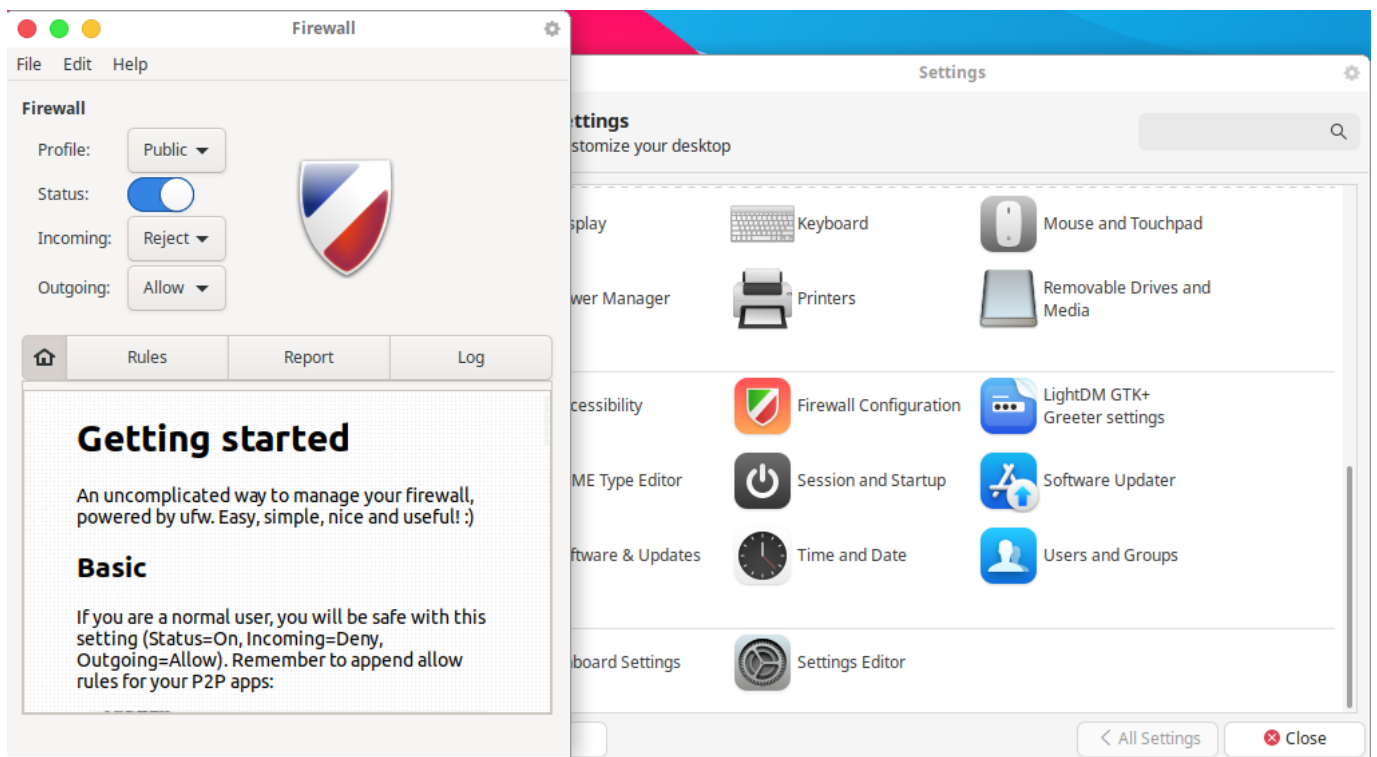 Firewall
File Edit Help
Firewall
Profile: Public
Status:
Incoming: Reject
Outgoing: Allow
Rules Report Log
Getting started
An uncomplicated way to manage your firewall,
powered by ufw. Easy, simple, nice and useful! :)
Basic
If you are a normal user, you will be safe with this
setting (Status=On, Incoming=Deny,
Outgoing=Allow). Remember to append allow
rules for your P2P apps:
Settings
ttings
stomize your desktop
splay
Keyboard
Mouse and Touchpad
wer Manager
Printers
Removable Drives and
Media
cessibility
Firewall Configuration
LightDM GTK+
Greeter settings
ME Type Editor
Session and Startup
Software Updater
ftware & Updates
Time and Date
Users and Groups
board Settings
Settings Editor
All Settings
Close